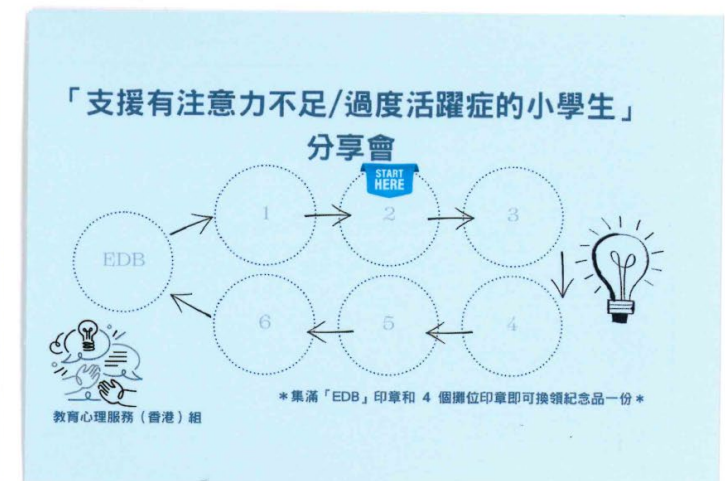 「支援有注意力不足/過度活躍症的小學生」
分享會
START
HERE
1
2
3
EDB
6
5
4
＊集滿「EDB」印章和 4 個攤位印章即可換領紀念品一份＊
教育心理服務（香港）組